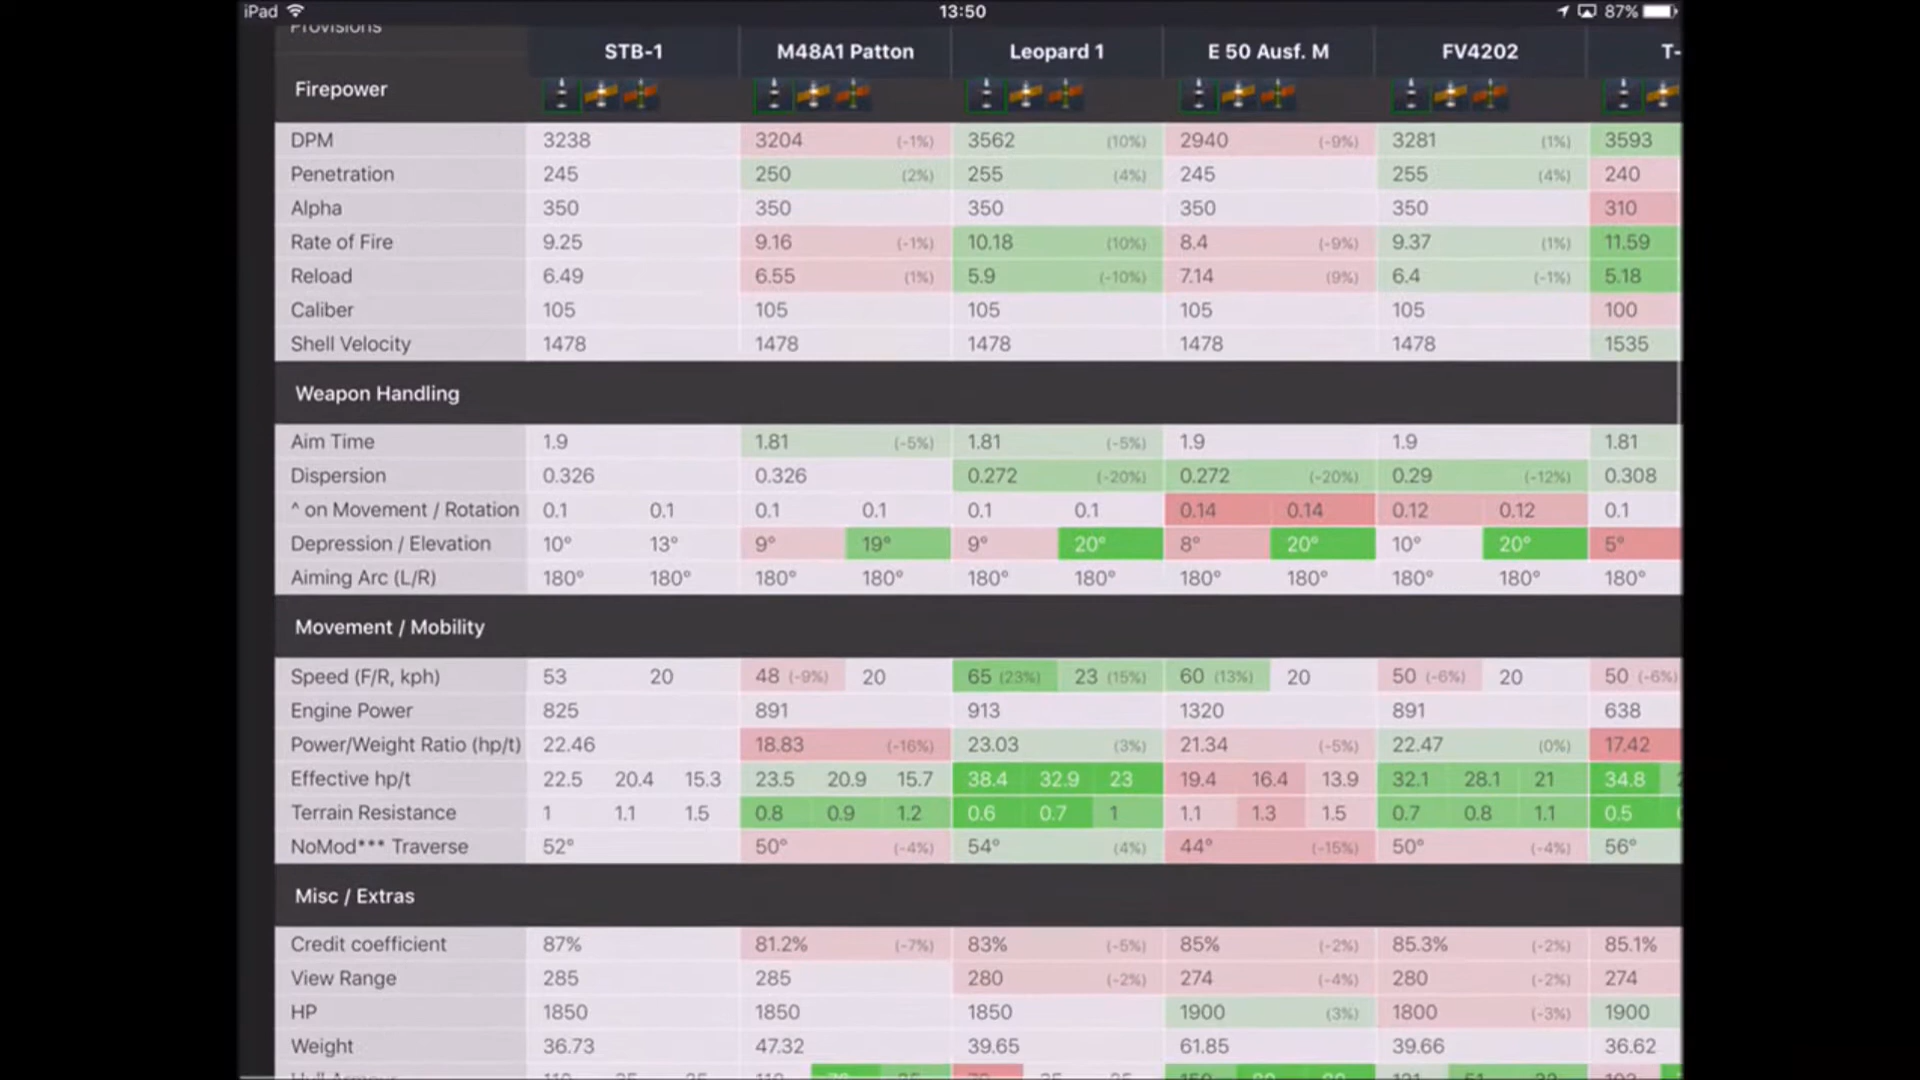 iPad 13:50 87%
Provisions
STB-1 M48A1 Patton Leopard 1 E 50 Ausf. M FV4202 T-
Firepower
DPM 3238 3204 (-1%) 3562 (10%) 2940 (-9%) 3281 (1%) 3593
Penetration 245 250 (2%) 255 (4%) 245 255 (4%) 240
Alpha 350 350 350 350 350 310
Rate of Fire 9.25 9.16 (-1%) 10.18 (10%) 8.4 (-9%) 9.37 (1%) 11.59
Reload 6.49 6.55 (1%) 5.9 (-10%) 7.14 (9%) 6.4 (-1%) 5.18
Caliber 105 105 105 105 105 100
Shell Velocity 1478 1478 1478 1478 1478 1535
Weapon Handling
Aim Time 1.9 1.81 (-5%) 1.81 (-5%) 1.9 1.9 1.81
Dispersion 0.326 0.326 0.272 (-20%) 0.272 (-20%) 0.29 (-12%) 0.308
^ on Movement / Rotation 0.1 0.1 0.1 0.1 0.1 0.1 0.14 0.14 0.12 0.12 0.1
Depression / Elevation 10° 13° 9° 19° 9° 20° 8° 20° 10° 20° 5°
Aiming Arc (L/R) 180° 180° 180° 180° 180° 180° 180° 180° 180° 180° 180°
Movement / Mobility
Speed (F/R, kph) 53 20 48 (-9%) 20 65 (23%) 23 (15%) 60 (13%) 20 50 (-6%) 20 50 (-6%)
Engine Power 825 891 913 1320 891 638
Power/Weight Ratio (hp/t) 22.46 18.83 (-16%) 23.03 (3%) 21.34 (-5%) 22.47 (0%) 17.42
Effective hp/t 22.5 20.4 15.3 23.5 20.9 15.7 38.4 32.9 23 19.4 16.4 13.9 32.1 28.1 21 34.8
Terrain Resistance 1 1.1 1.5 0.8 0.9 1.2 0.6 0.7 1 1.1 1.3 1.5 0.7 0.8 1.1 0.5
NoMod*** Traverse 52° 50° (-4%) 54° (4%) 44° (-15%) 50° (-4%) 56°
Misc / Extras
Credit coefficient 87% 81.2% (-7%) 83% (-5%) 85% (-2%) 85.3% (-2%) 85.1%
View Range 285 285 280 (-2%) 274 (-4%) 280 (-2%) 274
HP 1850 1850 1850 1900 (3%) 1800 (-3%) 1900
Weight 36.73 47.32 39.65 61.85 39.66 36.62